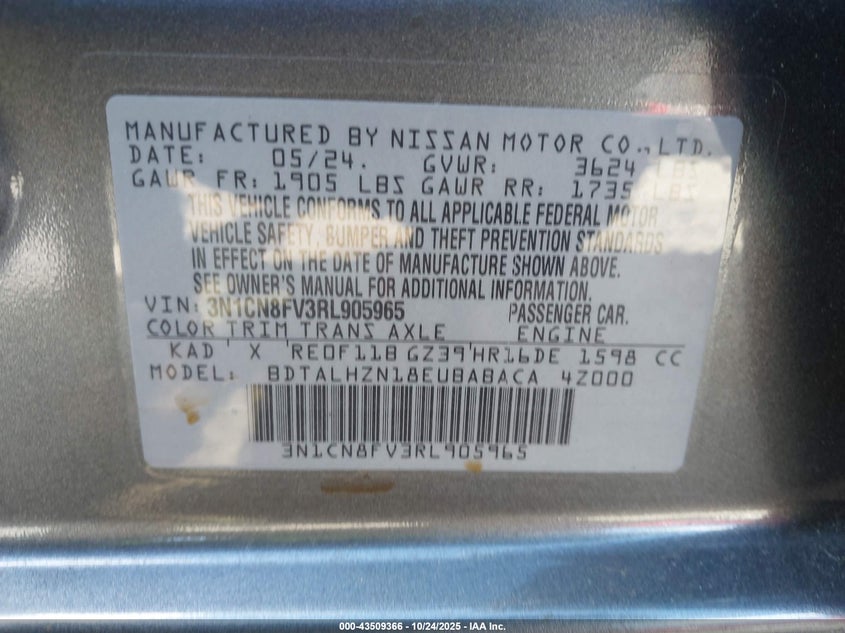 MANUFACTURED BY NISSAN MOTOR CO., LTD.
DATE: 05/24. GVWR: 3624 LBS
GAWR FR: 1905 LBS GAWR RR: 1735 LBS
THIS VEHICLE CONFORMS TO ALL APPLICABLE FEDERAL MOTOR
VEHICLE SAFETY, BUMPER AND THEFT PREVENTION STANDARDS
IN EFFECT ON THE DATE OF MANUFACTURE SHOWN ABOVE.
SEE OWNER'S MANUAL FOR ADDITIONAL INFORMATION.
VIN: 3N1CN8FV3RL905965 PASSENGER CAR.
COLOR TRIM TRANS AXLE ENGINE
KAD X RE0F11B GZ39 HR16DE 1598 CC
MODEL: BDTALHZN18EUBABACA 4Z000
3N1CN8FV3RL905965
000-43509366 - 10/24/2025 - IAA Inc.